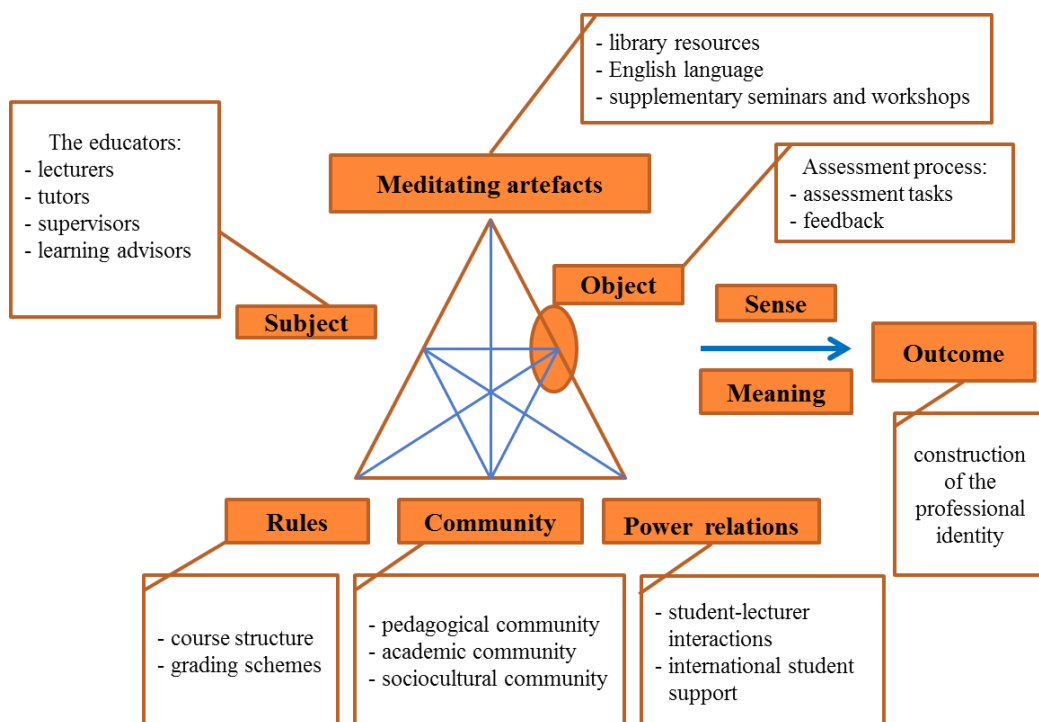 - library resources
- English language
- supplementary seminars and workshops
The educators:
- lecturers
- tutors
- supervisors
- learning advisors
Meditating artefacts
Assessment process:
- assessment tasks
- feedback
Subject
Object
Sense
Meaning
Outcome
construction
of the
professional
identity
Rules
Community
Power relations
- course structure
- grading schemes
- pedagogical community
- academic community
- sociocultural community
- student-lecturer
interactions
- international student
support